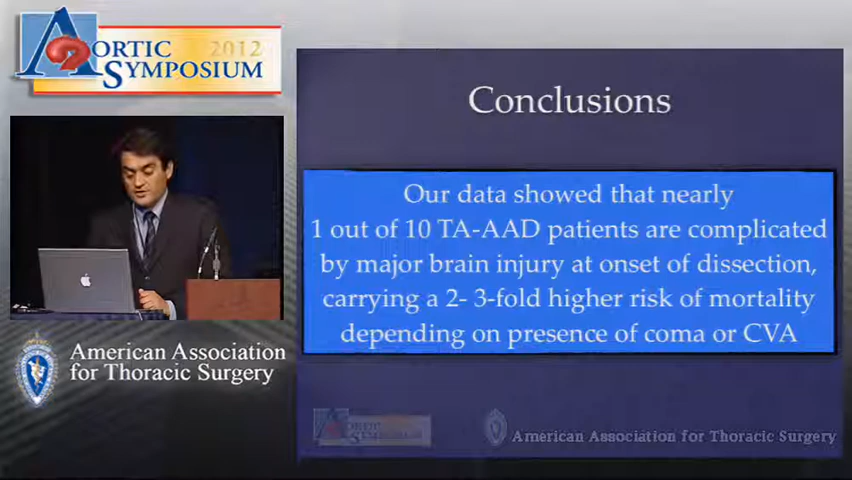 AORTIC 2012
SYMPOSIUM
Conclusions
Our data showed that nearly
1 out of 10 TA-AAD patients are complicated
by major brain injury at onset of dissection,
carrying a 2- 3-fold higher risk of mortality
depending on presence of coma or CVA
American Association
for Thoracic Surgery
AORTIC
SYMPOSIUM
American Association for Thoracic Surgery